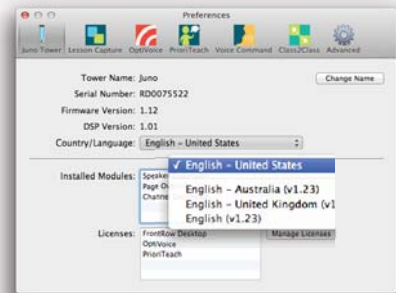 Preferences
Juno Tower Lesson Capture OptiVoice PrioriTeach Voice Command Class2Class Advanced
Tower Name: Juno Change Name
Serial Number: RD0075522
Firmware Version: 1.12
DSP Version: 1.01
Country/Language: English – United States
✓ English – United States
Installed Modules:
English – Australia (v1.23)
English – United Kingdom (v1
English (v1.23)
Licenses: FrontRow Desktop Manage Licenses
OptiVoice
PrioriTeach